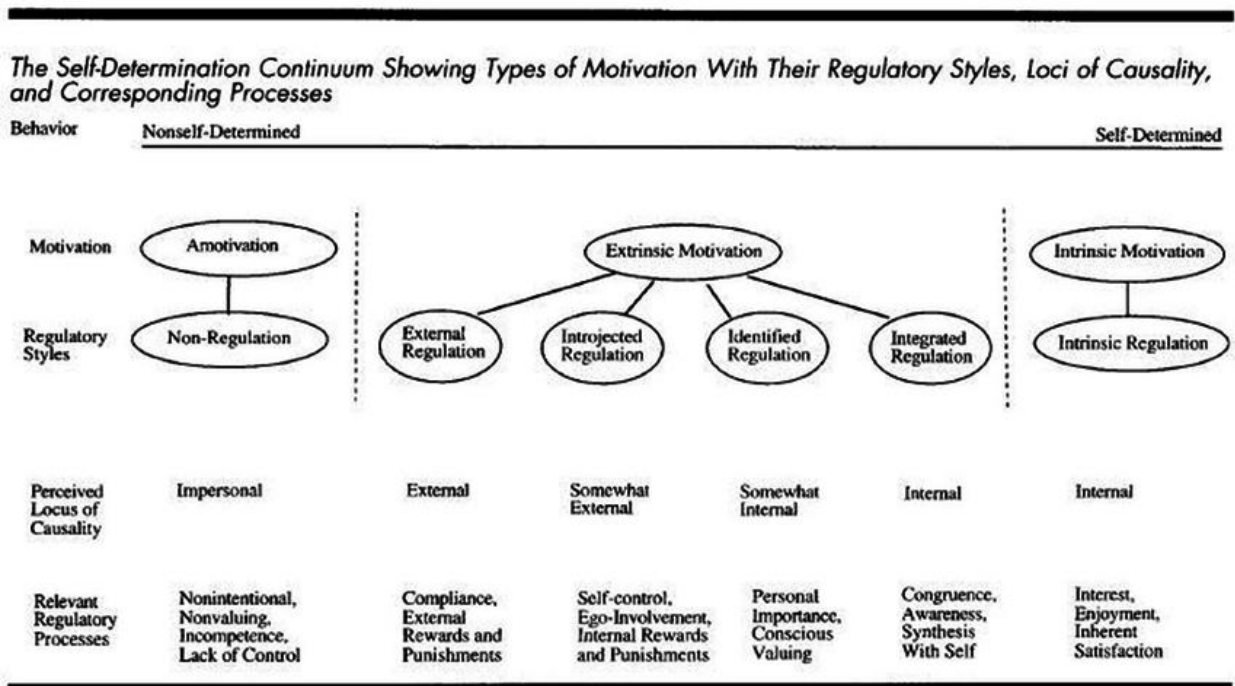 The Self-Determination Continuum Showing Types of Motivation With Their Regulatory Styles, Loci of Causality,
and Corresponding Processes
Behavior Nonself-Determined Self-Determined
Motivation Amotivation Extrinsic Motivation Intrinsic Motivation
Regulatory
Styles
Non-Regulation
External
Regulation
Introjected
Regulation
Identified
Regulation
Integrated
Regulation
Intrinsic Regulation
Perceived
Locus of
Causality
Impersonal
External
Somewhat
External
Somewhat
Internal
Internal
Internal
Relevant
Regulatory
Processes
Nonintentional,
Nonvaluing,
Incompetence,
Lack of Control
Compliance,
External
Rewards and
Punishments
Self-control,
Ego-Involvement,
Internal Rewards
and Punishments
Personal
Importance,
Conscious
Valuing
Congruence,
Awareness,
Synthesis
With Self
Interest,
Enjoyment,
Inherent
Satisfaction